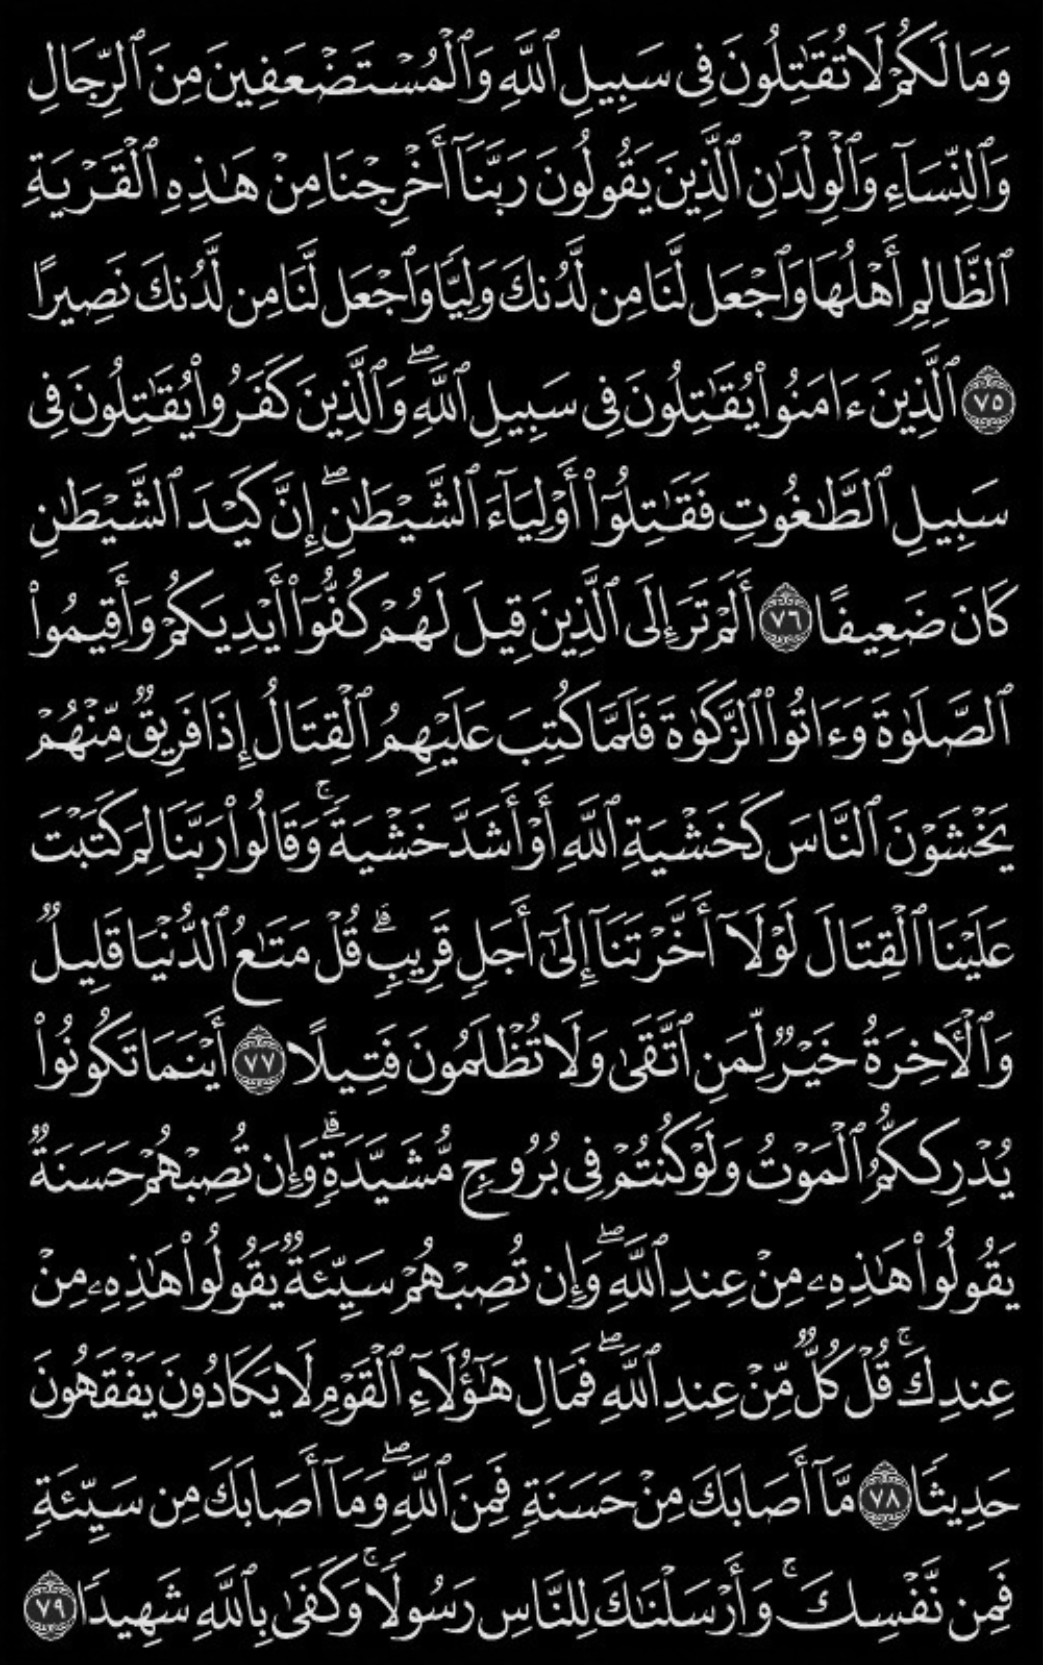 وَمَا لَكُمۡ لَا تُقَٰتِلُونَ فِي سَبِيلِ ٱللَّهِ وَٱلۡمُسۡتَضۡعَفِينَ مِنَ ٱلرِّجَالِ
وَٱلنِّسَآءِ وَٱلۡوِلۡدَٰنِ ٱلَّذِينَ يَقُولُونَ رَبَّنَآ أَخۡرِجۡنَا مِنۡ هَٰذِهِ ٱلۡقَرۡيَةِ
ٱلظَّالِمِ أَهۡلُهَا وَٱجۡعَل لَّنَا مِن لَّدُنكَ وَلِيّٗا وَٱجۡعَل لَّنَا مِن لَّدُنكَ نَصِيرًا
٧٥ ٱلَّذِينَ ءَامَنُواْ يُقَٰتِلُونَ فِي سَبِيلِ ٱللَّهِۖ وَٱلَّذِينَ كَفَرُواْ يُقَٰتِلُونَ فِي
سَبِيلِ ٱلطَّٰغُوتِ فَقَٰتِلُوٓاْ أَوۡلِيَآءَ ٱلشَّيۡطَٰنِۖ إِنَّ كَيۡدَ ٱلشَّيۡطَٰنِ
كَانَ ضَعِيفًا ٧٦ أَلَمۡ تَرَ إِلَى ٱلَّذِينَ قِيلَ لَهُمۡ كُفُّوٓاْ أَيۡدِيَكُمۡ وَأَقِيمُواْ
ٱلصَّلَوٰةَ وَءَاتُواْ ٱلزَّكَوٰةَ فَلَمَّا كُتِبَ عَلَيۡهِمُ ٱلۡقِتَالُ إِذَا فَرِيقٞ مِّنۡهُمۡ
يَخۡشَوۡنَ ٱلنَّاسَ كَخَشۡيَةِ ٱللَّهِ أَوۡ أَشَدَّ خَشۡيَةٗۚ وَقَالُواْ رَبَّنَا لِمَ كَتَبۡتَ
عَلَيۡنَا ٱلۡقِتَالَ لَوۡلَآ أَخَّرۡتَنَآ إِلَىٰٓ أَجَلٖ قَرِيبٖۗ قُلۡ مَتَٰعُ ٱلدُّنۡيَا قَلِيلٞ
وَٱلۡأٓخِرَةُ خَيۡرٞ لِّمَنِ ٱتَّقَىٰ وَلَا تُظۡلَمُونَ فَتِيلًا ٧٧ أَيۡنَمَا تَكُونُواْ
يُدۡرِككُّمُ ٱلۡمَوۡتُ وَلَوۡ كُنتُمۡ فِي بُرُوجٖ مُّشَيَّدَةٖۗ وَإِن تُصِبۡهُمۡ حَسَنَةٞ
يَقُولُواْ هَٰذِهِۦ مِنۡ عِندِ ٱللَّهِۖ وَإِن تُصِبۡهُمۡ سَيِّئَةٞ يَقُولُواْ هَٰذِهِۦ مِنۡ
عِندِكَۚ قُلۡ كُلّٞ مِّنۡ عِندِ ٱللَّهِۖ فَمَالِ هَٰٓؤُلَآءِ ٱلۡقَوۡمِ لَا يَكَادُونَ يَفۡقَهُونَ
حَدِيثٗا ٧٨ مَّآ أَصَابَكَ مِنۡ حَسَنَةٖ فَمِنَ ٱللَّهِۖ وَمَآ أَصَابَكَ مِن سَيِّئَةٖ
فَمِن نَّفۡسِكَۚ وَأَرۡسَلۡنَٰكَ لِلنَّاسِ رَسُولٗاۚ وَكَفَىٰ بِٱللَّهِ شَهِيدٗا ٧٩